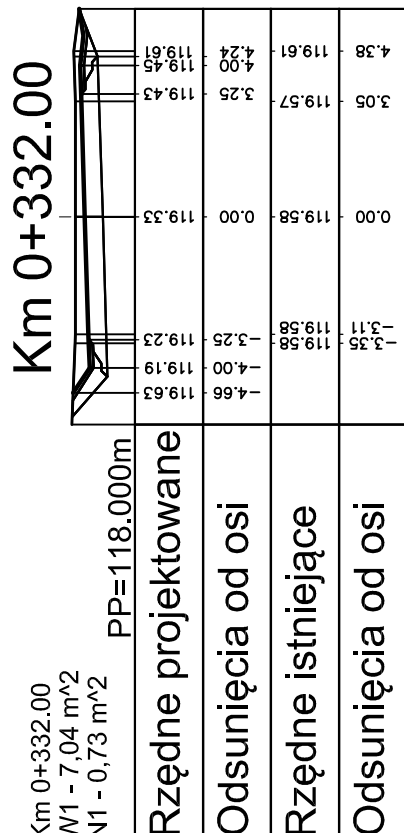 Km 0+332.00
Km 0+332.00
W1 - 7,04 m^2
N1 - 0,73 m^2
PP=118.000m
Rzędne projektowane 119.63 119.19 119.23 119.33 119.43 119.45 119.61
Odsunięcia od osi -4.66 -4.00 -3.25 0.00 3.25 4.00 4.24
Rzędne istniejące 119.58 119.58 119.58 119.57 119.61
Odsunięcia od osi -3.35 -3.11 0.00 3.05 4.38